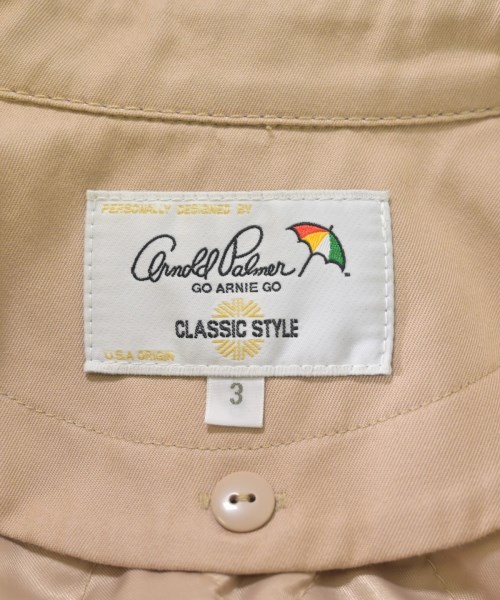 PERSONALLY DESIGNED BY
Arnold Palmer
GO ARNIE GO
CLASSIC STYLE
U.S.A ORIGIN
3